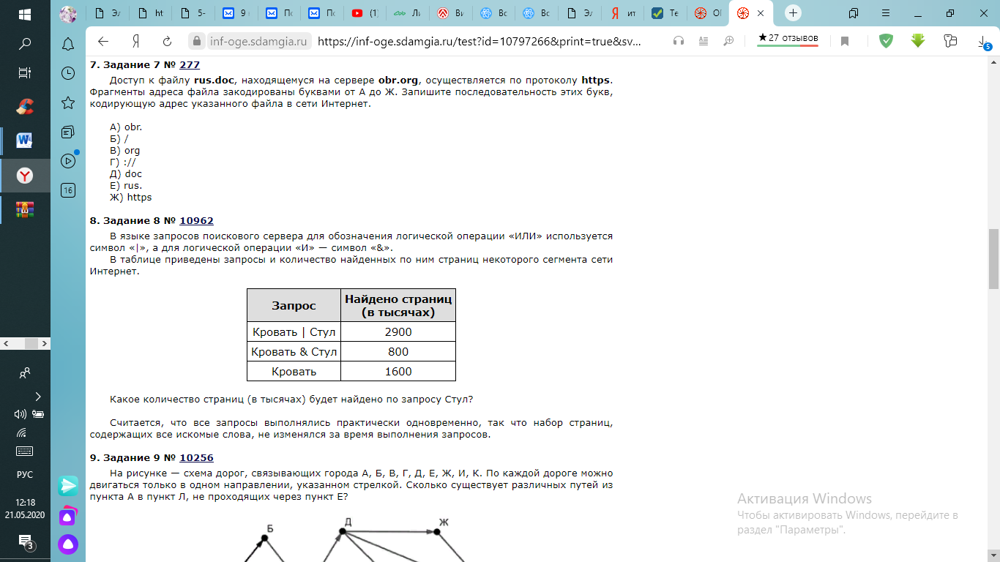 Эл
ht
5-
9 (
По
По
(1)
Ли
Ви
Вс
Вс
Эл
ит
Те
ОІ
inf-oge.sdamgia.ru https://inf-oge.sdamgia.ru/test?id=10797266&print=true&sv... ★27 отзывов
5
16
7. Задание 7 № 277
Доступ к файлу rus.doc, находящемуся на сервере obr.org, осуществляется по протоколу https.
Фрагменты адреса файла закодированы буквами от А до Ж. Запишите последовательность этих букв,
кодирующую адрес указанного файла в сети Интернет.
А) obr.
Б) /
В) org
Г) ://
Д) doc
Е) rus.
Ж) https
8. Задание 8 № 10962
В языке запросов поискового сервера для обозначения логической операции «ИЛИ» используется
символ «|», а для логической операции «И» — символ «&».
В таблице приведены запросы и количество найденных по ним страниц некоторого сегмента сети
Интернет.
Запрос
Найдено страниц
(в тысячах)
Кровать | Стул 2900
Кровать & Стул 800
Кровать 1600
Какое количество страниц (в тысячах) будет найдено по запросу Стул?
Считается, что все запросы выполнялись практически одновременно, так что набор страниц,
содержащих все искомые слова, не изменялся за время выполнения запросов.
9. Задание 9 № 10256
На рисунке — схема дорог, связывающих города А, Б, В, Г, Д, Е, Ж, И, К. По каждой дороге можно
двигаться только в одном направлении, указанном стрелкой. Сколько существует различных путей из
пункта А в пункт Л, не проходящих через пункт Е?
Б
Д
Ж
РУС
12:18
21.05.2020
3
Активация Windows
Чтобы активировать Windows, перейдите в
раздел "Параметры".